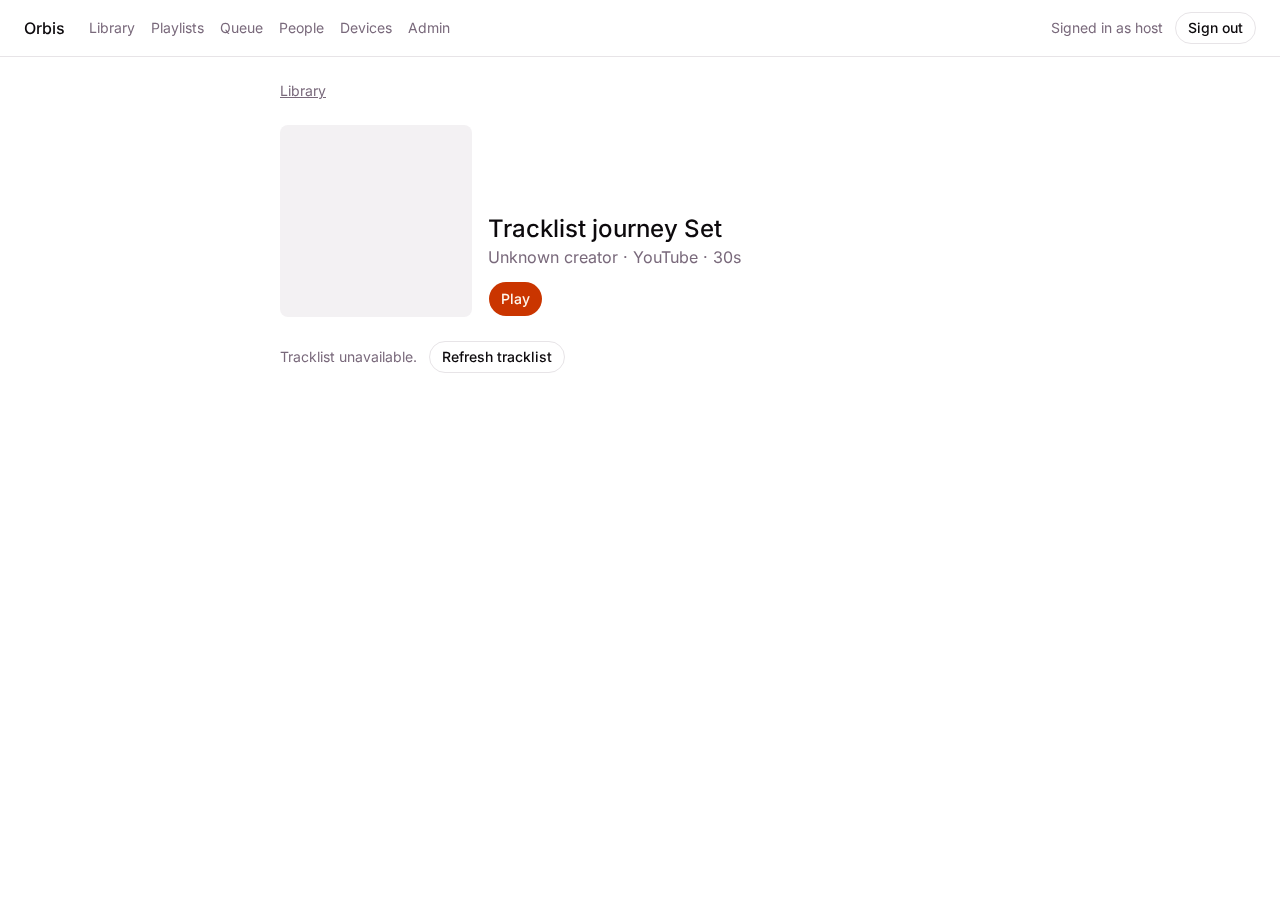 Orbis Library Playlists Queue People Devices Admin Signed in as host Sign out
Library
Tracklist journey Set
Unknown creator · YouTube · 30s
Play
Tracklist unavailable. Refresh tracklist